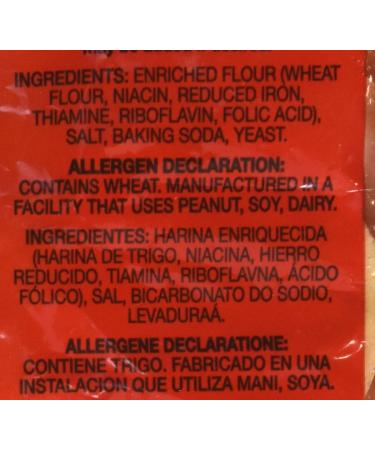 INGREDIENTS: ENRICHED FLOUR (WHEAT
FLOUR, NIACIN, REDUCED IRON,
THIAMINE, RIBOFLAVIN, FOLIC ACID),
SALT, BAKING SODA, YEAST.
ALLERGEN DECLARATION:
CONTAINS WHEAT. MANUFACTURED IN A
FACILITY THAT USES PEANUT, SOY, DAIRY.
INGREDIENTES: HARINA ENRIQUECIDA
(HARINA DE TRIGO, NIACINA, HIERRO
REDUCIDO, TIAMINA, RIBOFLAVNA, ÁCIDO
FÓLICO), SAL, BICARBONATO DO SODIO,
LEVADURAÁ.
ALLERGENE DECLARATIONE:
CONTIENE TRIGO. FABRICADO EN UNA
INSTALACION QUE UTILIZA MANI, SOYA.